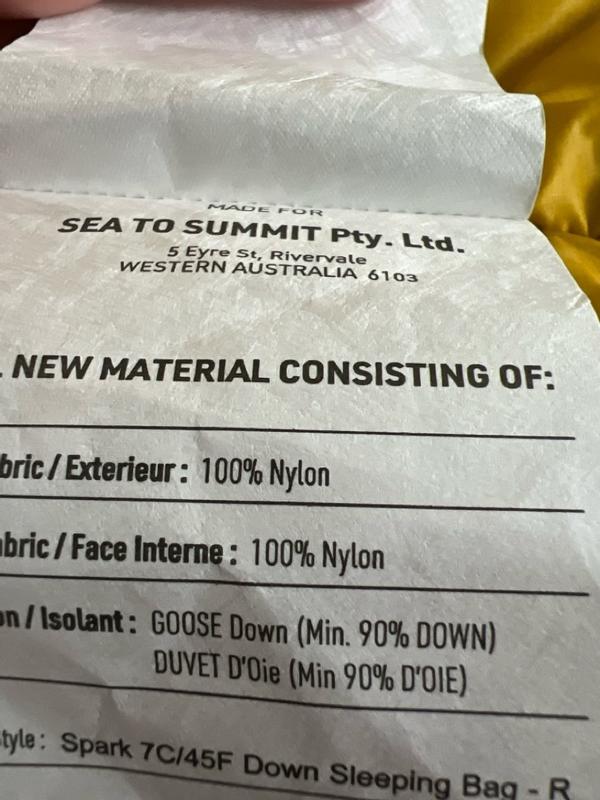 MADE FOR
SEA TO SUMMIT Pty. Ltd.
5 Eyre St, Rivervale
WESTERN AUSTRALIA 6103
NEW MATERIAL CONSISTING OF:
bric / Exterieur : 100% Nylon
abric / Face Interne : 100% Nylon
on / Isolant : GOOSE Down (Min. 90% DOWN)
DUVET D'Oie (Min 90% D'OIE)
tyle : Spark 7C/45F Down Sleeping Bag - R